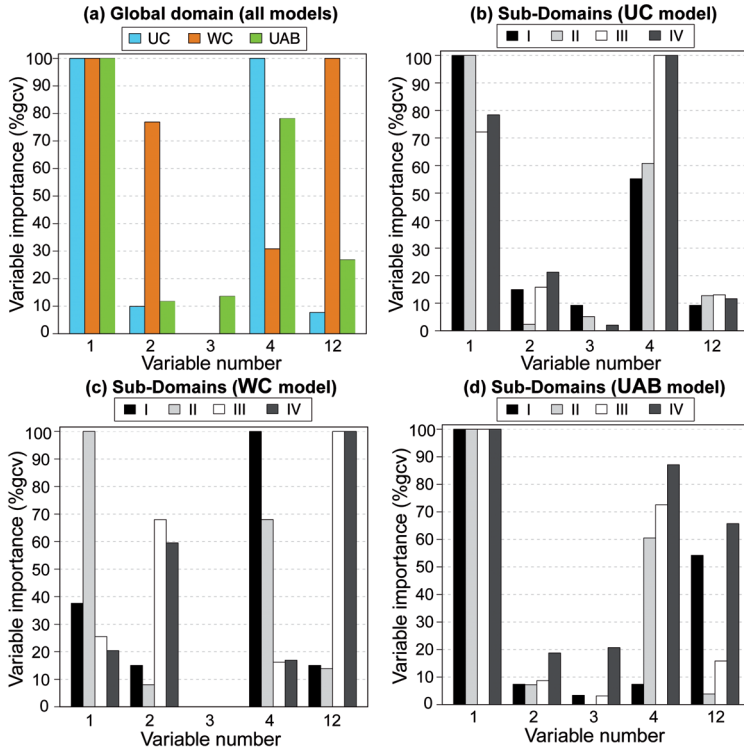 (a) Global domain (all models)
UC WC UAB
Variable importance (%gcv)
100
90
80
70
60
50
40
30
20
10
0
1 2 3 4 12
Variable number
(b) Sub-Domains (UC model)
I II III IV
Variable importance (%gcv)
100
90
80
70
60
50
40
30
20
10
0
1 2 3 4 12
Variable number
(c) Sub-Domains (WC model)
I II III IV
Variable importance (%gcv)
100
90
80
70
60
50
40
30
20
10
0
1 2 3 4 12
Variable number
(d) Sub-Domains (UAB model)
I II III IV
Variable importance (%gcv)
100
90
80
70
60
50
40
30
20
10
0
1 2 3 4 12
Variable number